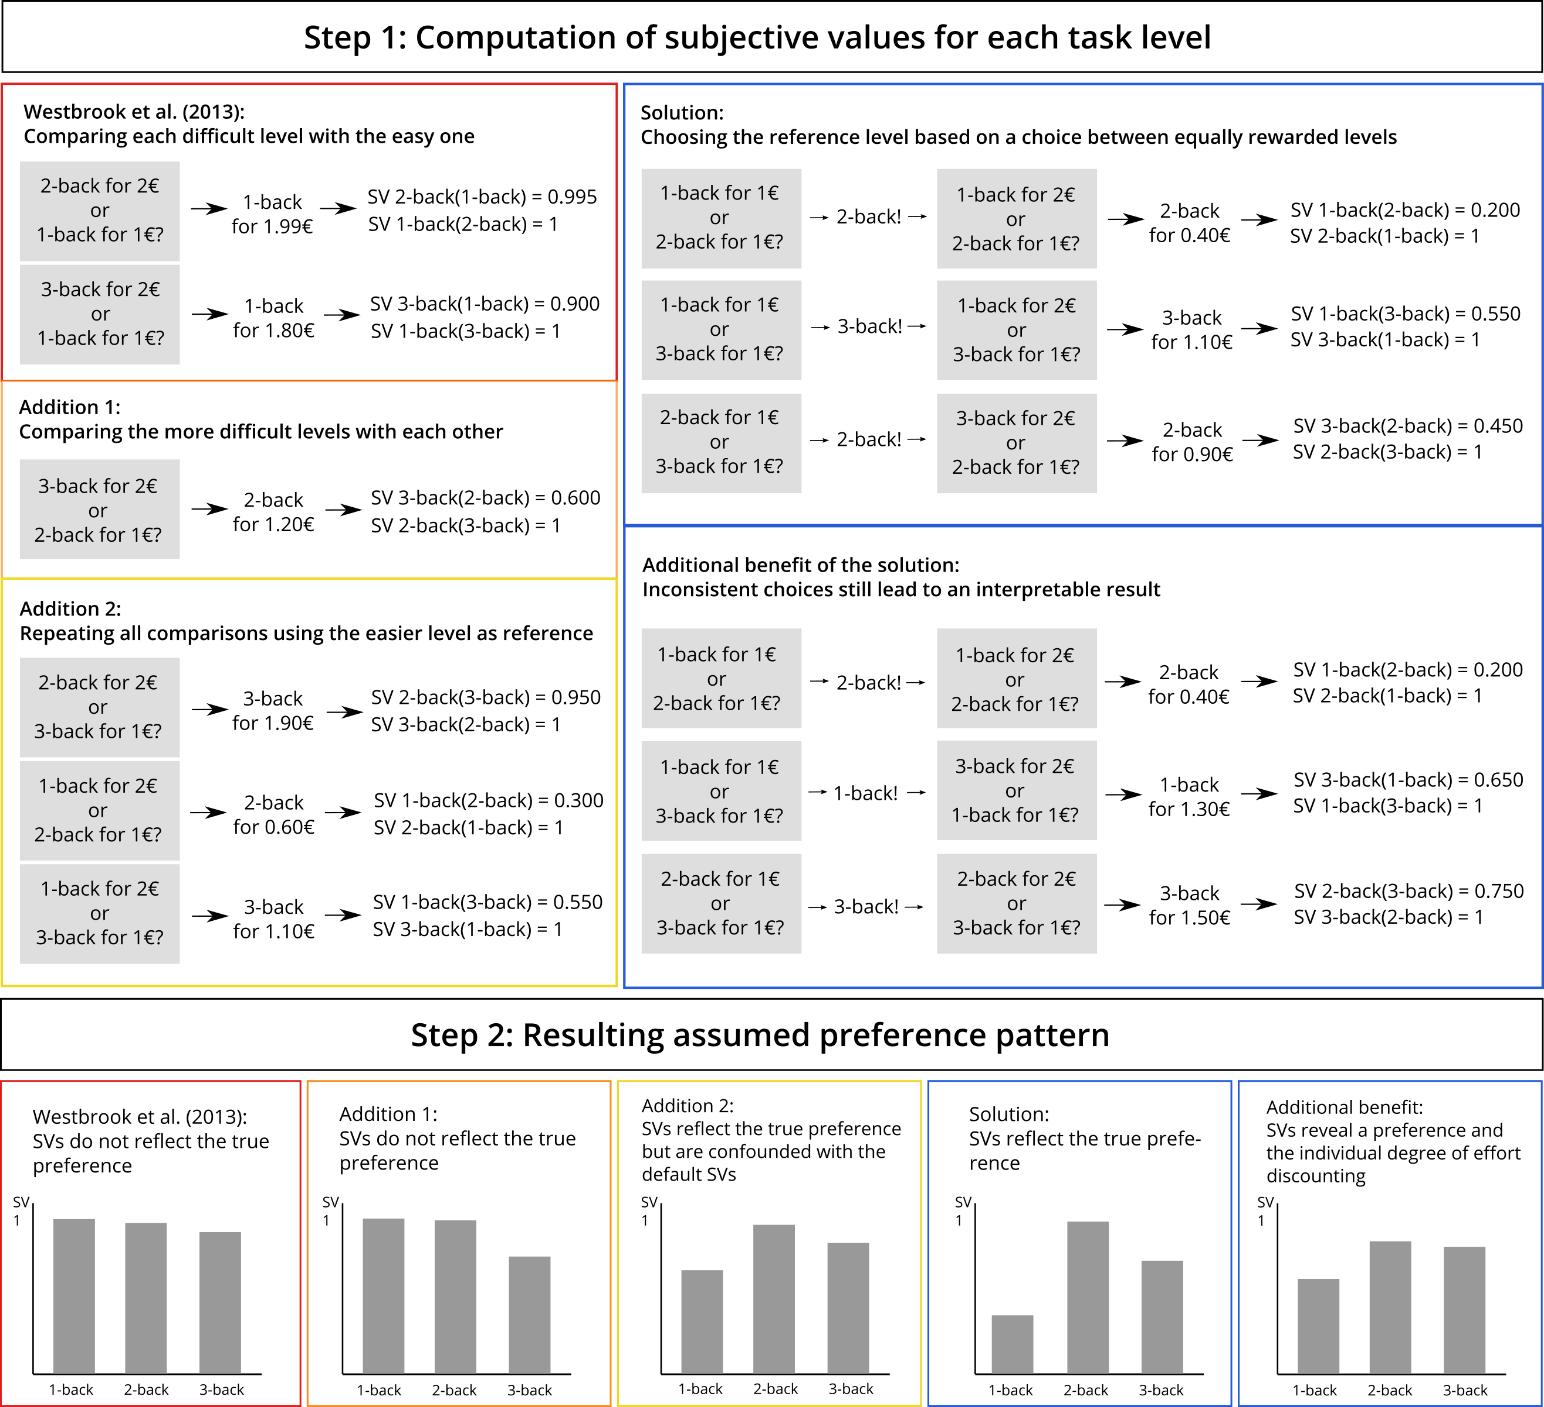 Step 1: Computation of subjective values for each task level
Westbrook et al. (2013):
Comparing each difficult level with the easy one
2-back for 2€
or
1-back for 1€?
1-back
for 1.99€
SV 2-back(1-back) = 0.995
SV 1-back(2-back) = 1
3-back for 2€
or
1-back for 1€?
1-back
for 1.80€
SV 3-back(1-back) = 0.900
SV 1-back(3-back) = 1
Addition 1:
Comparing the more difficult levels with each other
3-back for 2€
or
2-back for 1€?
2-back
for 1.20€
SV 3-back(2-back) = 0.600
SV 2-back(3-back) = 1
Addition 2:
Repeating all comparisons using the easier level as reference
2-back for 2€
or
3-back for 1€?
3-back
for 1.90€
SV 2-back(3-back) = 0.950
SV 3-back(2-back) = 1
1-back for 2€
or
2-back for 1€?
2-back
for 0.60€
SV 1-back(2-back) = 0.300
SV 2-back(1-back) = 1
1-back for 2€
or
3-back for 1€?
3-back
for 1.10€
SV 1-back(3-back) = 0.550
SV 3-back(1-back) = 1
Solution:
Choosing the reference level based on a choice between equally rewarded levels
1-back for 1€
or
2-back for 1€?
2-back!
1-back for 2€
or
2-back for 1€?
2-back
for 0.40€
SV 1-back(2-back) = 0.200
SV 2-back(1-back) = 1
1-back for 1€
or
3-back for 1€?
3-back!
1-back for 2€
or
3-back for 1€?
3-back
for 1.10€
SV 1-back(3-back) = 0.550
SV 3-back(1-back) = 1
2-back for 1€
or
3-back for 1€?
2-back!
3-back for 2€
or
2-back for 1€?
2-back
for 0.90€
SV 3-back(2-back) = 0.450
SV 2-back(3-back) = 1
Additional benefit of the solution:
Inconsistent choices still lead to an interpretable result
1-back for 1€
or
2-back for 1€?
2-back!
1-back for 2€
or
2-back for 1€?
2-back
for 0.40€
SV 1-back(2-back) = 0.200
SV 2-back(1-back) = 1
1-back for 1€
or
3-back for 1€?
1-back!
3-back for 2€
or
1-back for 1€?
1-back
for 1.30€
SV 3-back(1-back) = 0.650
SV 1-back(3-back) = 1
2-back for 1€
or
3-back for 1€?
3-back!
2-back for 2€
or
3-back for 1€?
3-back
for 1.50€
SV 2-back(3-back) = 0.750
SV 3-back(2-back) = 1
Step 2: Resulting assumed preference pattern
Westbrook et al. (2013):
SVs do not reflect the true
preference
SV
1
1-back
2-back
3-back
Addition 1:
SVs do not reflect the true
preference
SV
1
1-back
2-back
3-back
Addition 2:
SVs reflect the true preference
but are confounded with the
default SVs
SV
1
1-back
2-back
3-back
Solution:
SVs reflect the true prefe-
rence
SV
1
1-back
2-back
3-back
Additional benefit:
SVs reveal a preference and
the individual degree of effort
discounting
SV
1
1-back
2-back
3-back